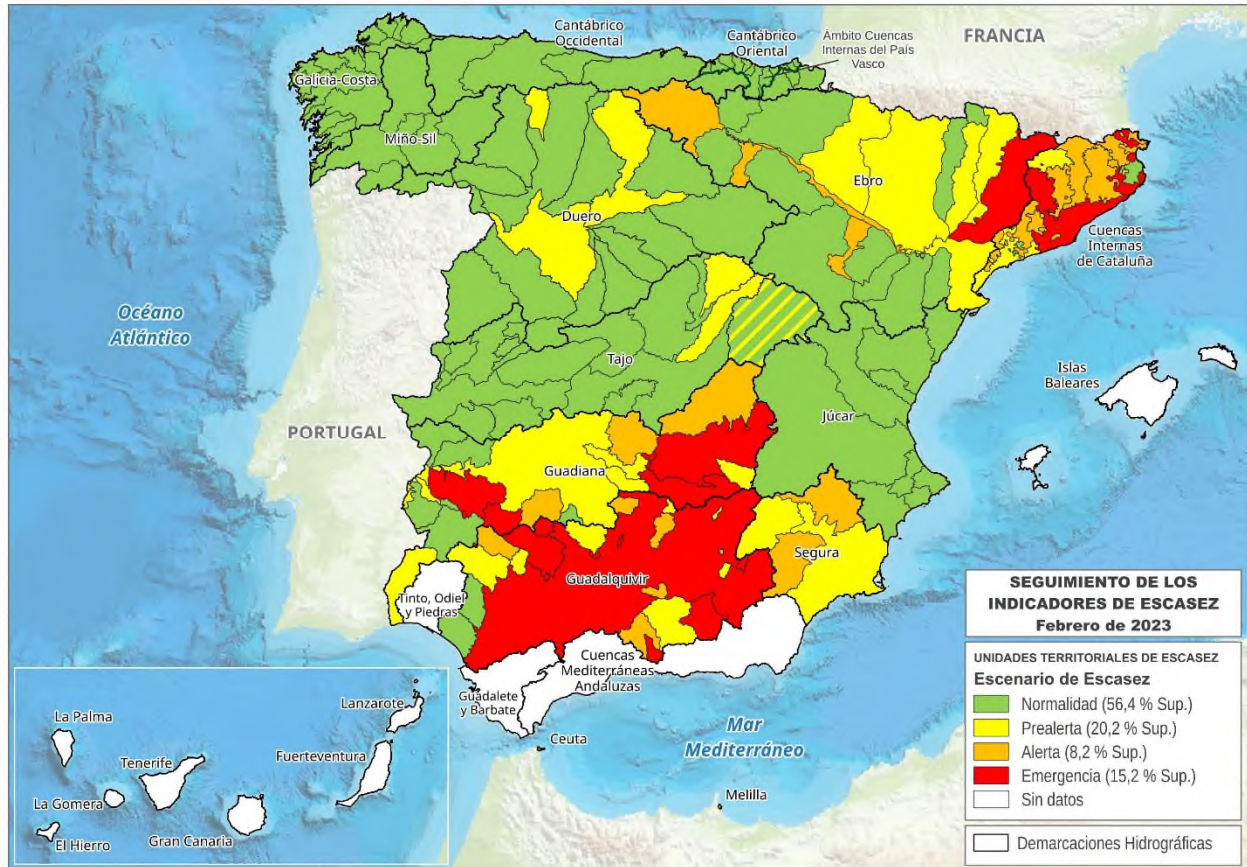 Cantábrico
Occidental
Cantábrico
Oriental
Ámbito Cuencas
Internas del País
Vasco
FRANCIA
Galicia-Costa
Miño-Sil
Duero
Ebro
Cuencas
Internas
de Cataluña
Océano
Atlántico
Tajo
Islas
Baleares
PORTUGAL
Júcar
Guadiana
Segura
Guadalquivir
Tinto, Odiel
y Piedras
Cuencas
Mediterráneas
Andaluzas
Guadalete
y Barbate
Ceuta
Mar
Mediterráneo
Melilla
La Palma
Lanzarote
Tenerife
Fuerteventura
La Gomera
El Hierro
Gran Canaria
SEGUIMIENTO DE LOS
INDICADORES DE ESCASEZ
Febrero de 2023
UNIDADES TERRITORIALES DE ESCASEZ
Escenario de Escasez
Normalidad (56,4 % Sup.)
Prealerta (20,2 % Sup.)
Alerta (8,2 % Sup.)
Emergencia (15,2 % Sup.)
Sin datos
Demarcaciones Hidrográficas